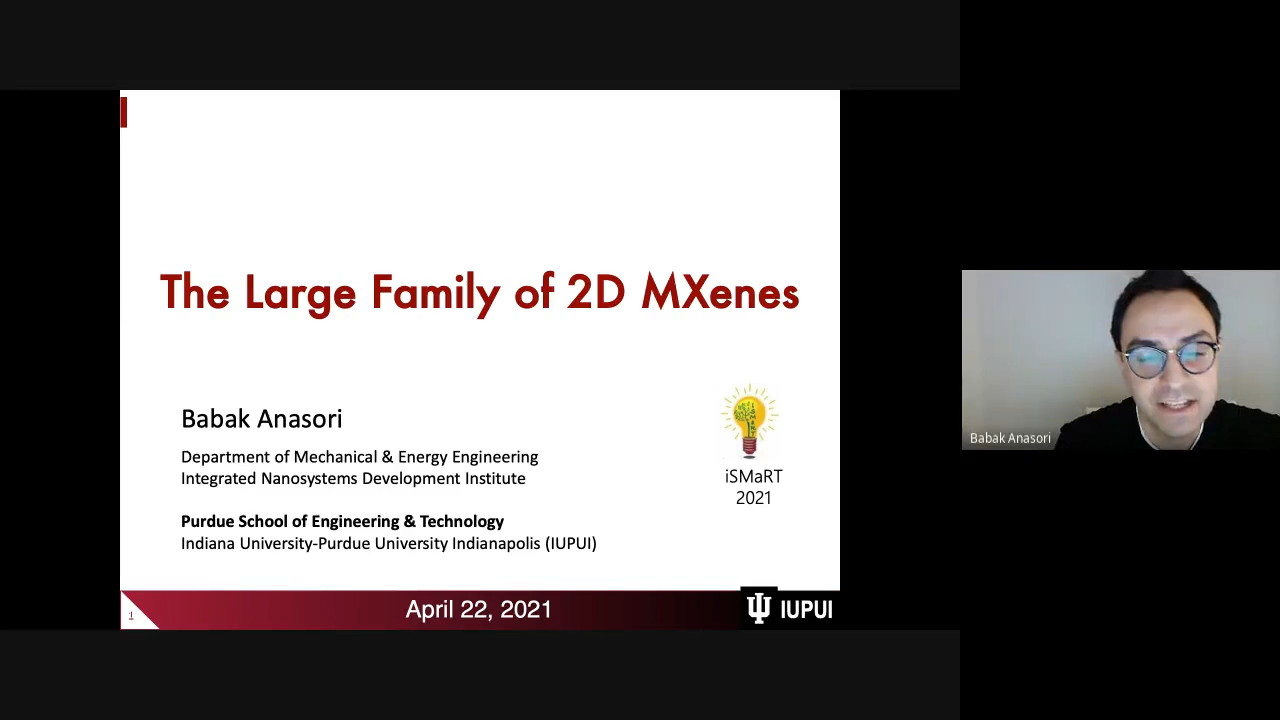 The Large Family of 2D MXenes
Babak Anasori
Department of Mechanical & Energy Engineering
Integrated Nanosystems Development Institute
iSMaRT
2021
Purdue School of Engineering & Technology
Indiana University-Purdue University Indianapolis (IUPUI)
1
April 22, 2021
IUPUI
Babak Anasori